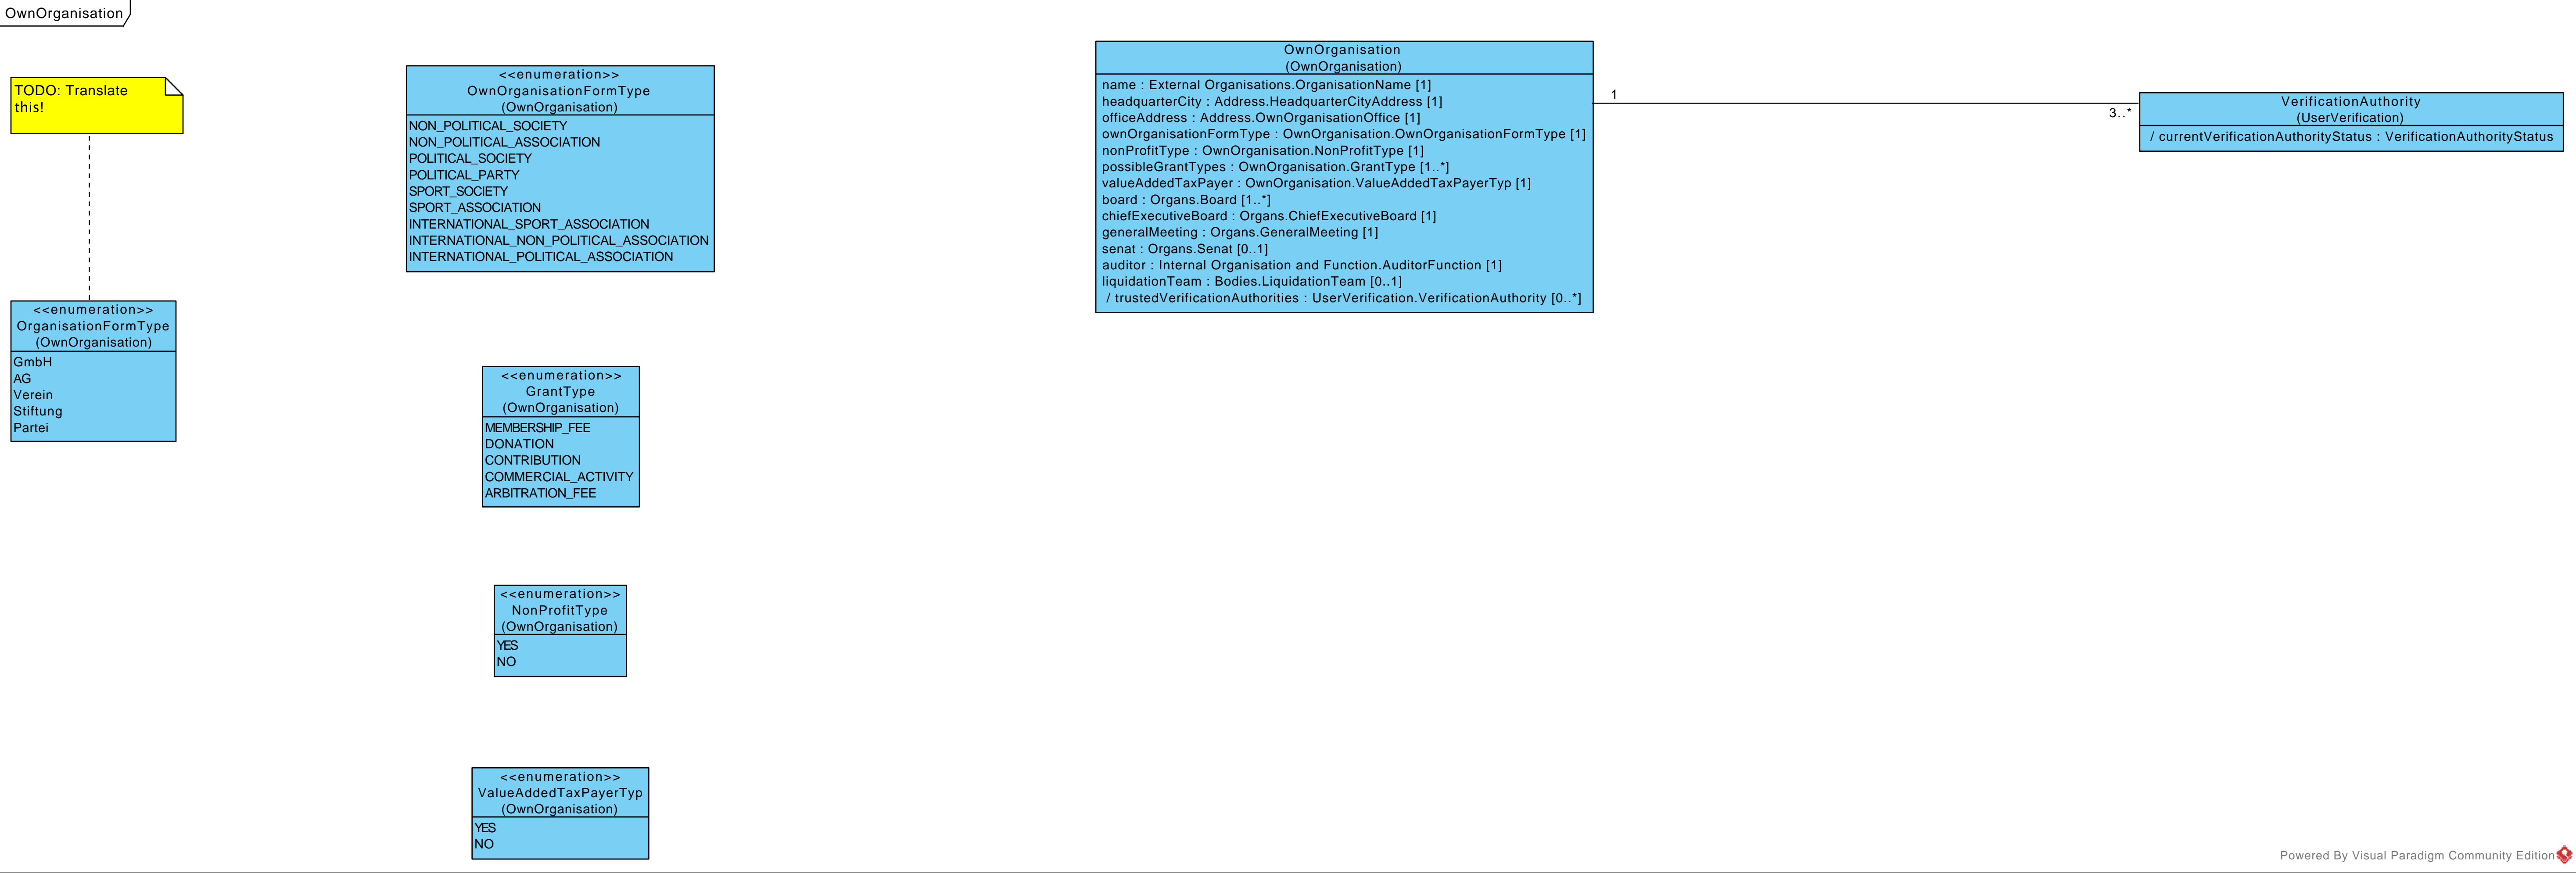 OwnOrganisation
TODO: Translate
this!
<<enumeration>>
OrganisationFormType
(OwnOrganisation)
GmbH
AG
Verein
Stiftung
Partei
<<enumeration>>
OwnOrganisationFormType
(OwnOrganisation)
NON_POLITICAL_SOCIETY
NON_POLITICAL_ASSOCIATION
POLITICAL_SOCIETY
POLITICAL_PARTY
SPORT_SOCIETY
SPORT_ASSOCIATION
INTERNATIONAL_SPORT_ASSOCIATION
INTERNATIONAL_NON_POLITICAL_ASSOCIATION
INTERNATIONAL_POLITICAL_ASSOCIATION
<<enumeration>>
GrantType
(OwnOrganisation)
MEMBERSHIP_FEE
DONATION
CONTRIBUTION
COMMERCIAL_ACTIVITY
ARBITRATION_FEE
<<enumeration>>
NonProfitType
(OwnOrganisation)
YES
NO
<<enumeration>>
ValueAddedTaxPayerTyp
(OwnOrganisation)
YES
NO
OwnOrganisation
(OwnOrganisation)
name : External Organisations.OrganisationName [1]
headquarterCity : Address.HeadquarterCityAddress [1]
officeAddress : Address.OwnOrganisationOffice [1]
ownOrganisationFormType : OwnOrganisation.OwnOrganisationFormType [1]
nonProfitType : OwnOrganisation.NonProfitType [1]
possibleGrantTypes : OwnOrganisation.GrantType [1..*]
valueAddedTaxPayer : OwnOrganisation.ValueAddedTaxPayerTyp [1]
board : Organs.Board [1..*]
chiefExecutiveBoard : Organs.ChiefExecutiveBoard [1]
generalMeeting : Organs.GeneralMeeting [1]
senat : Organs.Senat [0..1]
auditor : Internal Organisation and Function.AuditorFunction [1]
liquidationTeam : Bodies.LiquidationTeam [0..1]
/ trustedVerificationAuthorities : UserVerification.VerificationAuthority [0..*]
1
3..*
VerificationAuthority
(UserVerification)
/ currentVerificationAuthorityStatus : VerificationAuthorityStatus
Powered By Visual Paradigm Community Edition